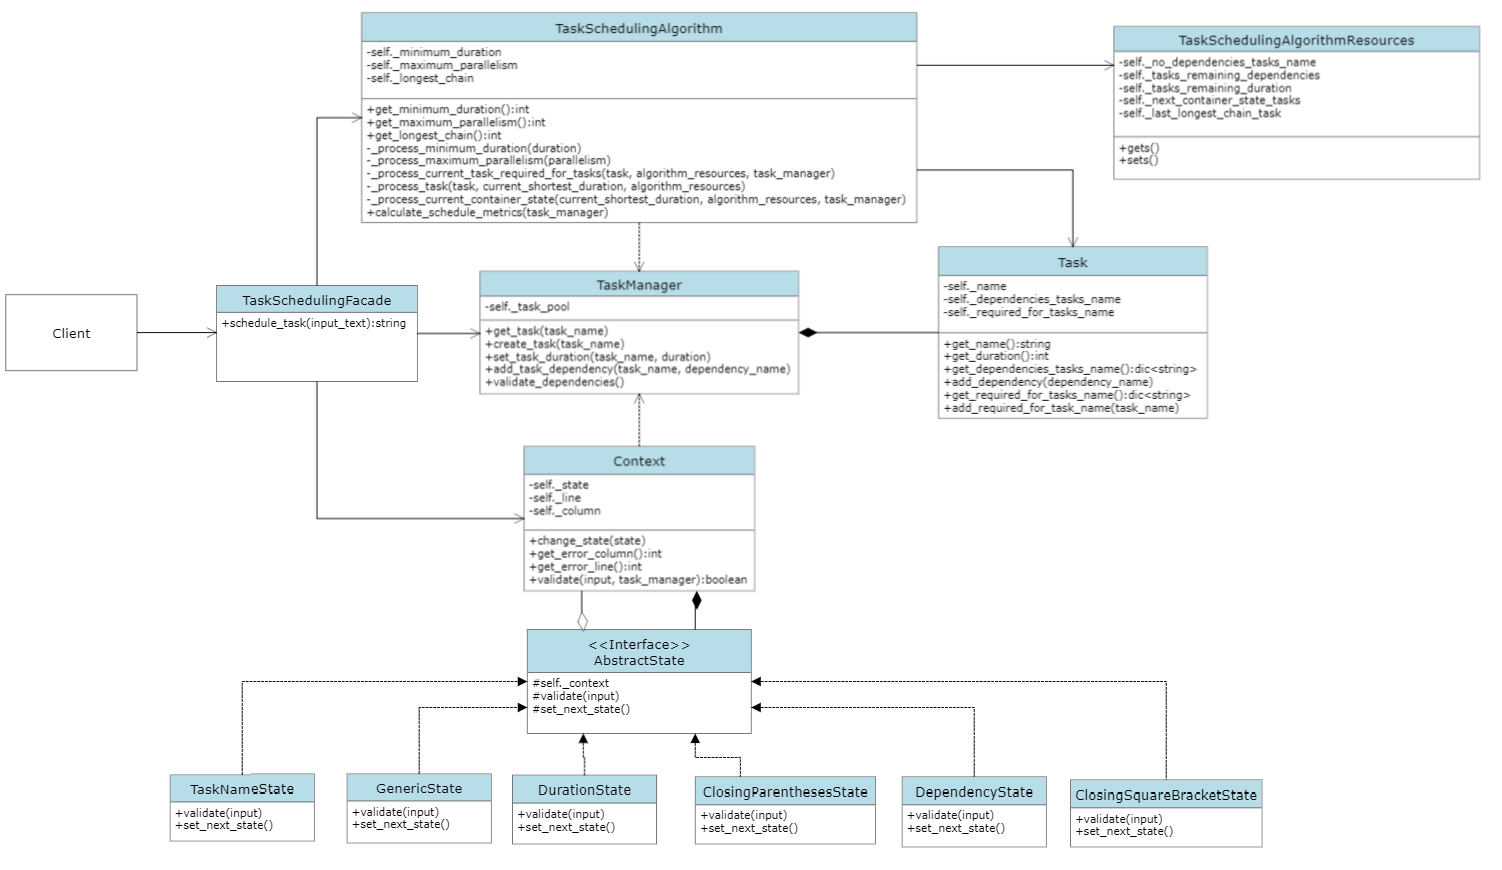 TaskSchedulingAlgorithm
-self._minimum_duration
-self._maximum_parallelism
-self._longest_chain
+get_minimum_duration():int
+get_maximum_parallelism():int
+get_longest_chain():int
-_process_minimum_duration(duration)
-_process_maximum_parallelism(parallelism)
-_process_current_task_required_for_tasks(task, algorithm_resources, task_manager)
-_process_task(task, current_shortest_duration, algorithm_resources)
-_process_current_container_state(current_shortest_duration, algorithm_resources, task_manager)
+calculate_schedule_metrics(task_manager)
TaskSchedulingAlgorithmResources
-self._no_dependencies_tasks_name
-self._tasks_remaining_dependencies
-self._tasks_remaining_duration
-self._next_container_state_tasks
-self._last_longest_chain_task
+gets()
+sets()
Client
TaskSchedulingFacade
+schedule_task(input_text):string
TaskManager
-self._task_pool
+get_task(task_name)
+create_task(task_name)
+set_task_duration(task_name, duration)
+add_task_dependency(task_name, dependency_name)
+validate_dependencies()
Task
-self._name
-self._dependencies_tasks_name
-self._required_for_tasks_name
+get_name():string
+get_duration():int
+get_dependencies_tasks_name():dic<string>
+add_dependency(dependency_name)
+get_required_for_tasks_name():dic<string>
+add_required_for_task_name(task_name)
Context
-self._state
-self._line
-self._column
+change_state(state)
+get_error_column():int
+get_error_line():int
+validate(input, task_manager):boolean
<<Interface>>
AbstractState
#self._context
#validate(input)
#set_next_state()
TaskNameState
+validate(input)
+set_next_state()
GenericState
+validate(input)
+set_next_state()
DurationState
+validate(input)
+set_next_state()
ClosingParenthesesState
+validate(input)
+set_next_state()
DependencyState
+validate(input)
+set_next_state()
ClosingSquareBracketState
+validate(input)
+set_next_state()